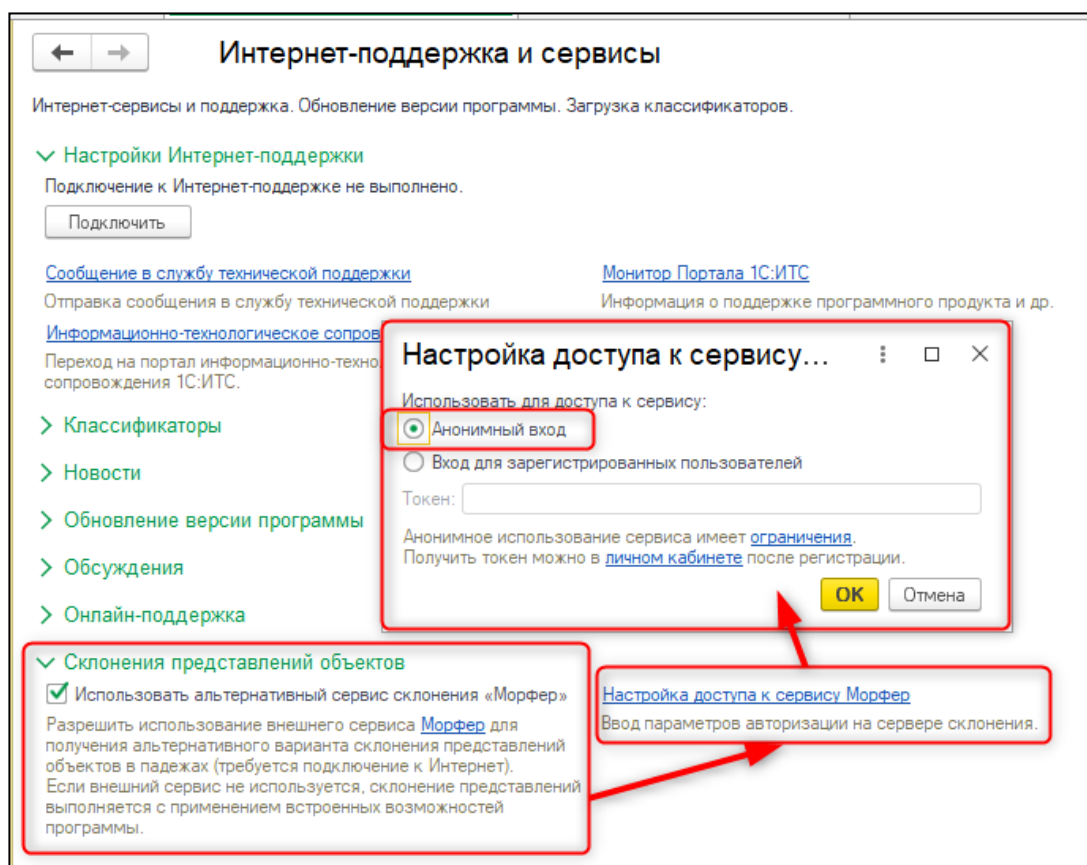 Интернет-поддержка и сервисы
Интернет-сервисы и поддержка. Обновление версии программы. Загрузка классификаторов.
Настройки Интернет-поддержки
Подключение к Интернет-поддержке не выполнено.
Подключить
Сообщение в службу технической поддержки
Отправка сообщения в службу технической поддержки
Монитор Портала 1С:ИТС
Информация о поддержке программного продукта и др.
Информационно-технологическое сопров
Переход на портал информационно-техно
сопровождения 1С:ИТС.
Классификаторы
Новости
Обновление версии программы
Обсуждения
Онлайн-поддержка
Настройка доступа к сервису...
Использовать для доступа к сервису:
Анонимный вход
Вход для зарегистрированных пользователей
Токен:
Анонимное использование сервиса имеет ограничения.
Получить токен можно в личном кабинете после регистрации.
OK
Отмена
Склонения представлений объектов
Использовать альтернативный сервис склонения «Морфер»
Разрешить использование внешнего сервиса Морфер для
получения альтернативного варианта склонения представлений
объектов в падежах (требуется подключение к Интернет).
Если внешний сервис не используется, склонение представлений
выполняется с применением встроенных возможностей
программы.
Настройка доступа к сервису Морфер
Ввод параметров авторизации на сервере склонения.